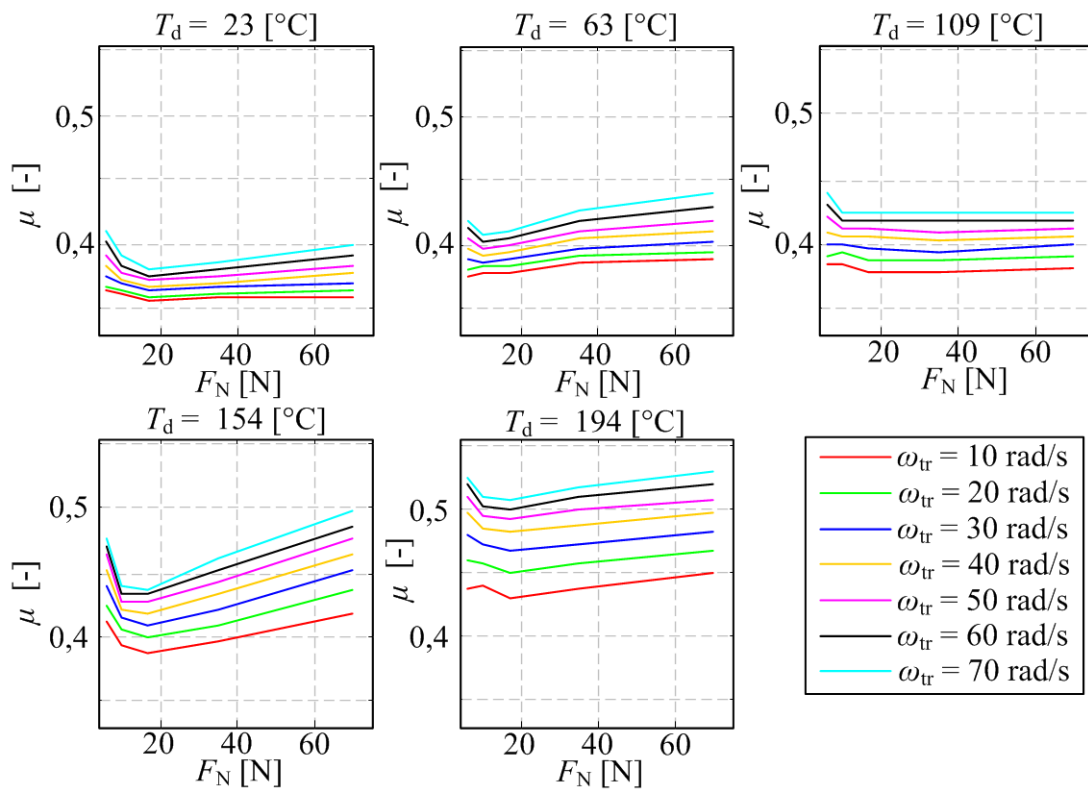 T_d = 23 [°C]
T_d = 63 [°C]
T_d = 109 [°C]
0,5
0,4
μ [-]
20 40 60
F_N [N]
0,5
0,4
μ [-]
20 40 60
F_N [N]
0,5
0,4
μ [-]
20 40 60
F_N [N]
T_d = 154 [°C]
T_d = 194 [°C]
0,5
0,4
μ [-]
20 40 60
F_N [N]
0,5
0,4
μ [-]
20 40 60
F_N [N]
ω_tr = 10 rad/s
ω_tr = 20 rad/s
ω_tr = 30 rad/s
ω_tr = 40 rad/s
ω_tr = 50 rad/s
ω_tr = 60 rad/s
ω_tr = 70 rad/s